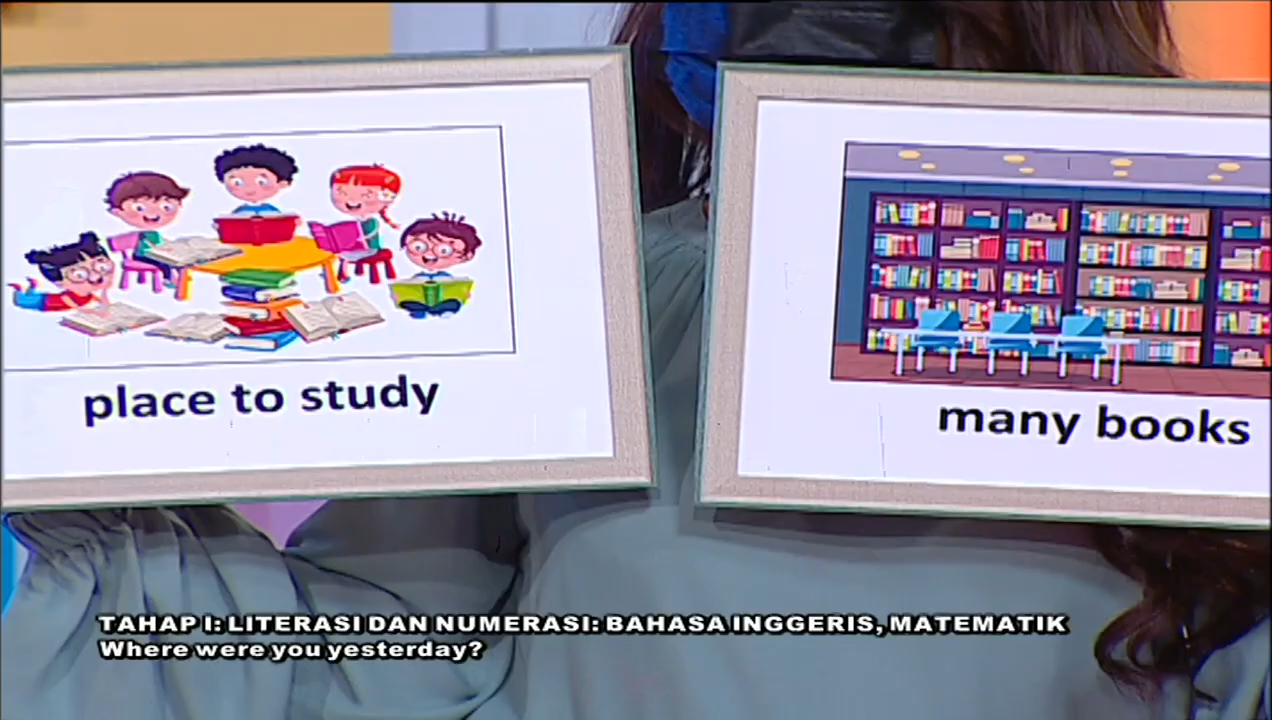 place to study
many books
TAHAP I: LITERASI DAN NUMERASI: BAHASA INGGERIS, MATEMATIK
Where were you yesterday?